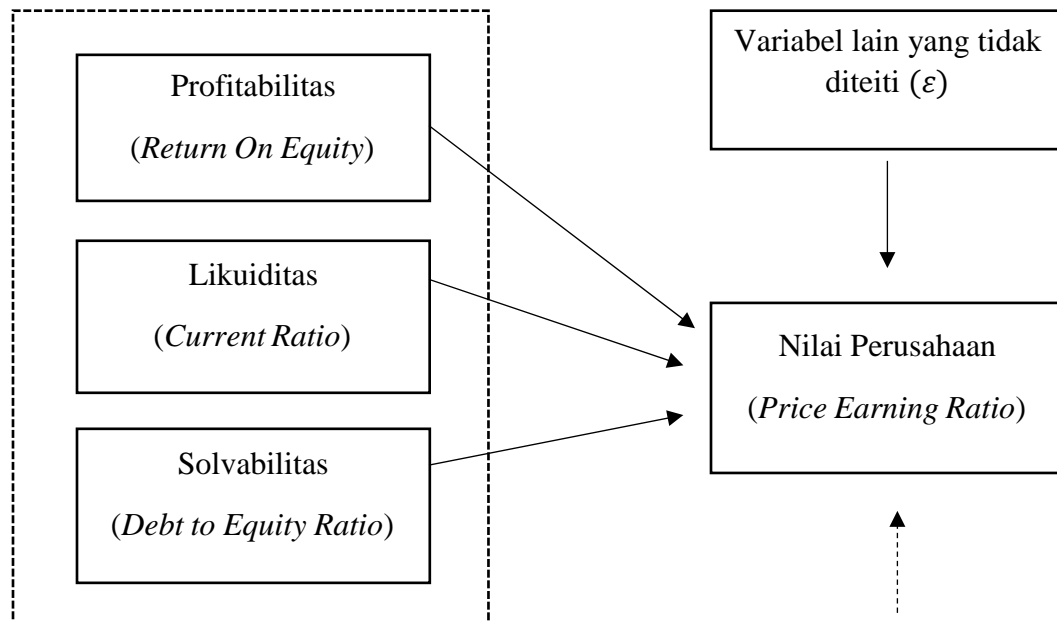 Profitabilitas
(Return On Equity)
Likuiditas
(Current Ratio)
Solvabilitas
(Debt to Equity Ratio)
Variabel lain yang tidak
diteiti (ε)
Nilai Perusahaan
(Price Earning Ratio)